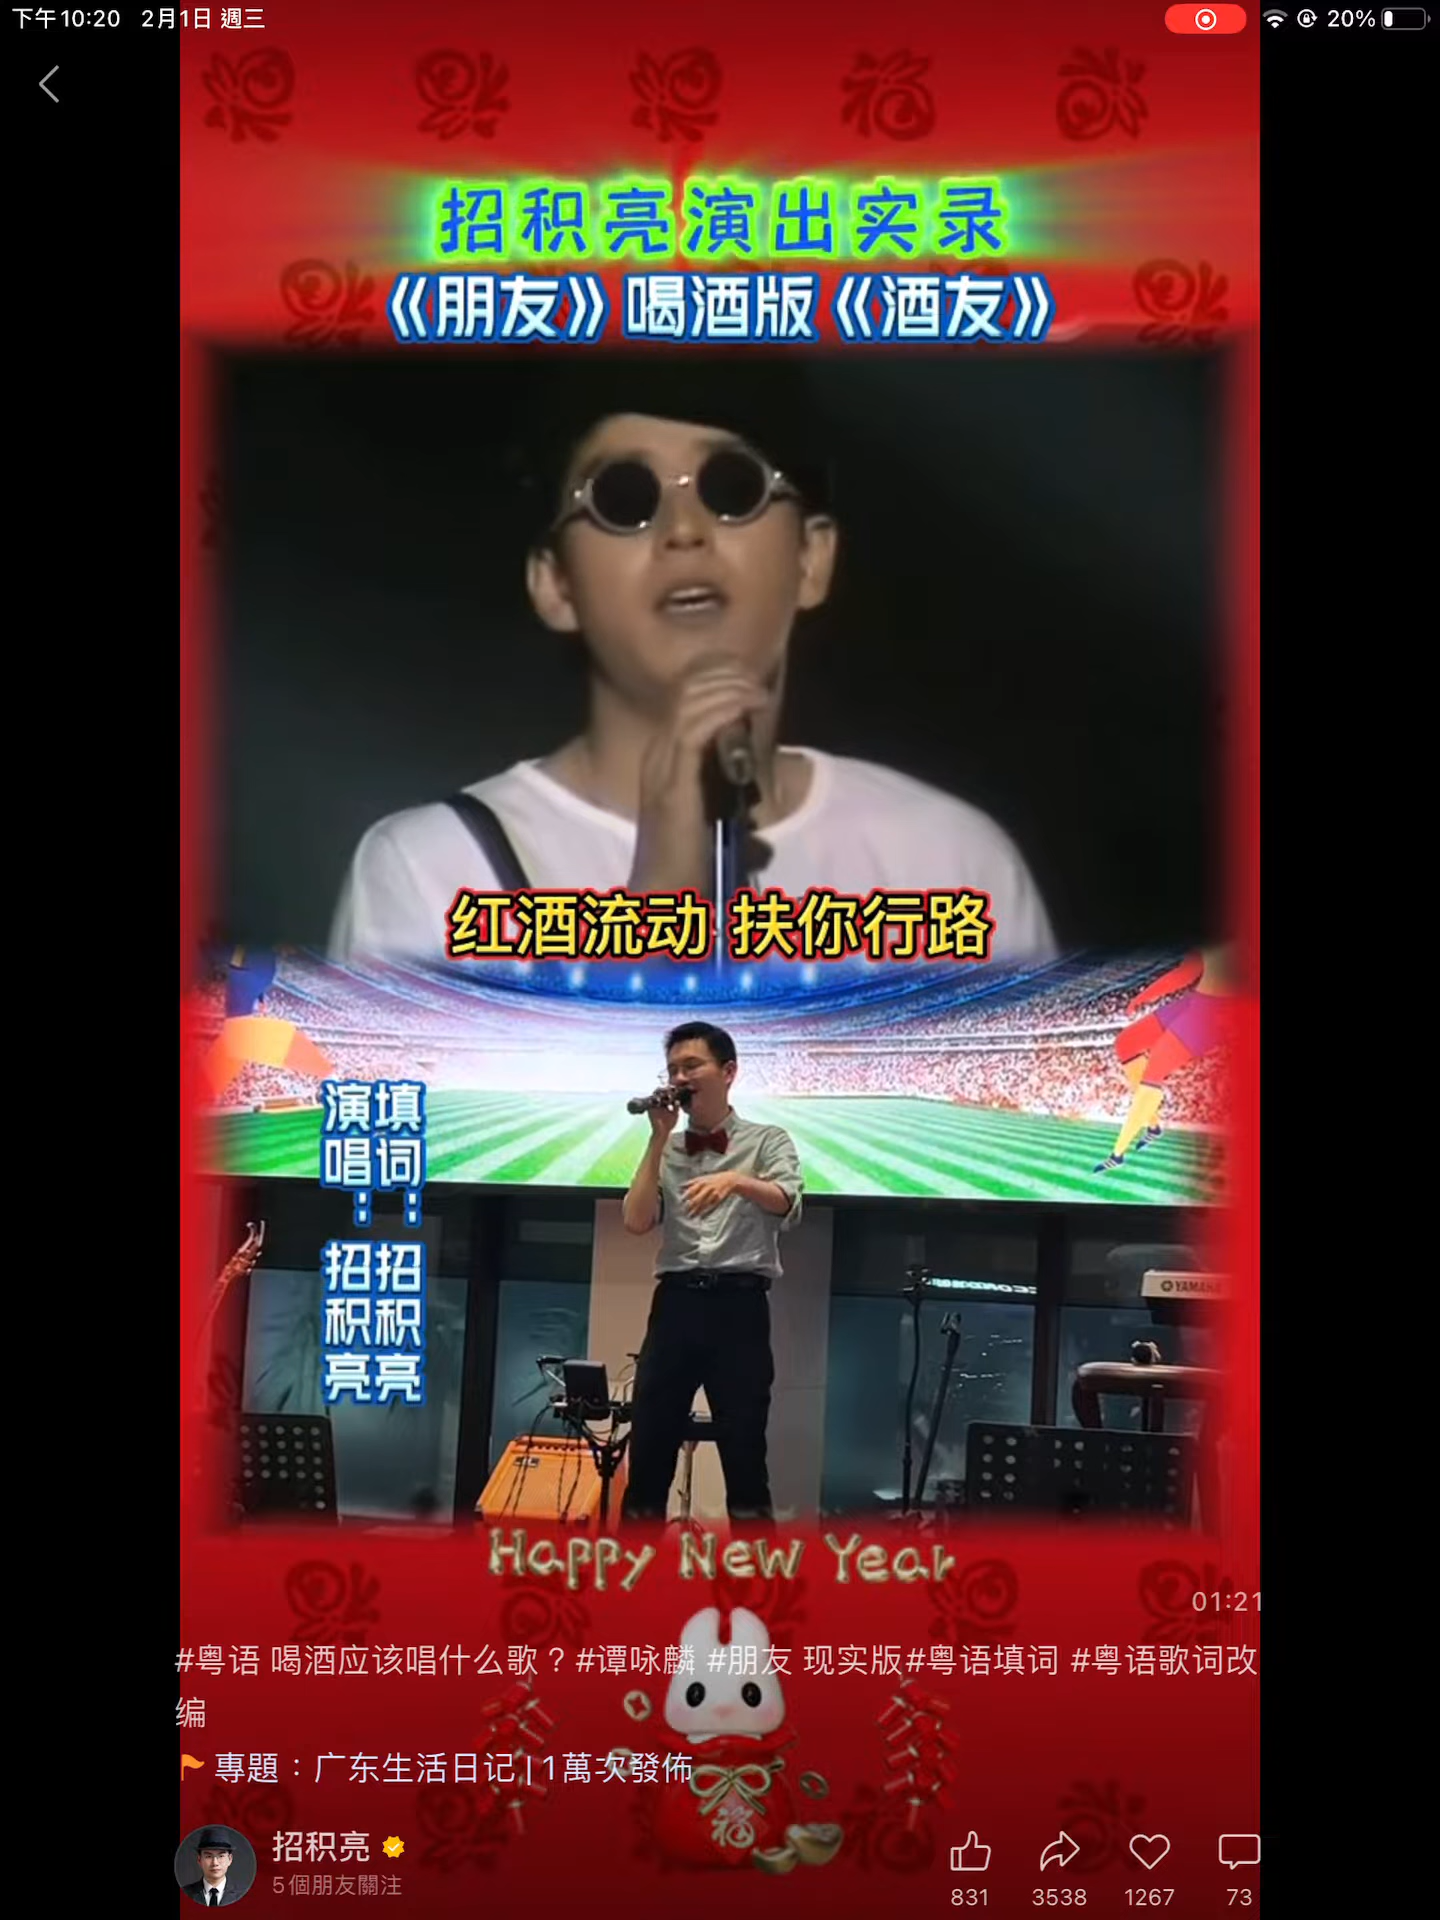 下午10:20 2月1日 週三
20%
招积亮演出实录
《朋友》喝酒版《酒友》
红酒流动 扶你行路
填词：招积亮
演唱：招积亮
YAMAHA
Happy New Year
01:21
#粤语 喝酒应该唱什么歌？#谭咏麟 #朋友 现实版#粤语填词 #粤语歌词改
编
專題：广东生活日记 | 1萬次發佈
福
招积亮
5個朋友關注
831 3538 1267 73